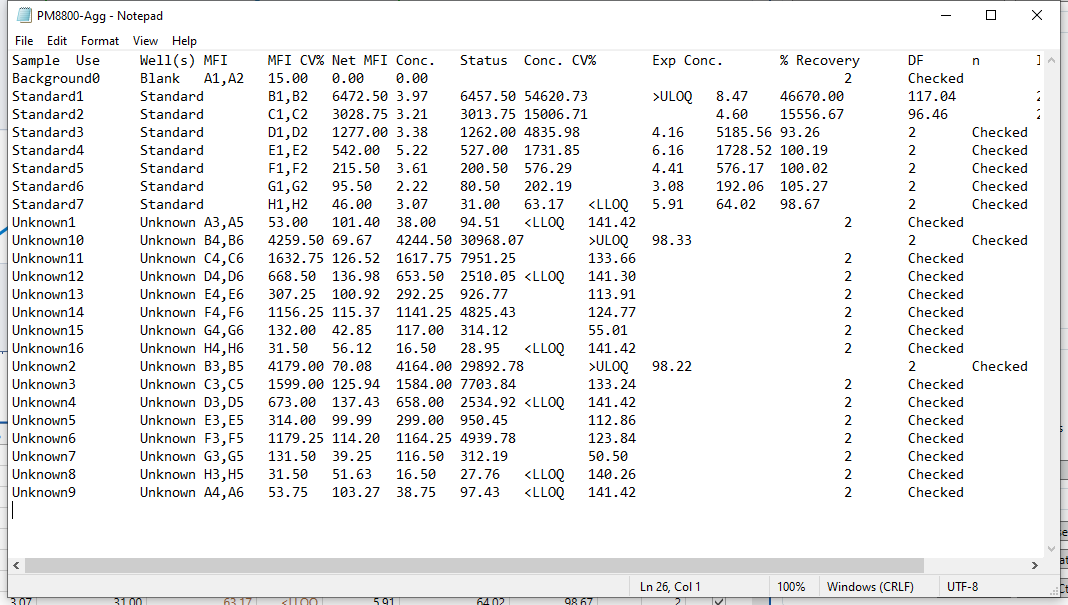 PM8800-Agg - Notepad
File Edit Format View Help
Sample Use Well(s) MFI MFI CV% Net MFI Conc. Status Conc. CV% Exp Conc. % Recovery DF n
Background0 Blank A1,A2 15.00 0.00 0.00 2 Checked
Standard1 Standard B1,B2 6472.50 3.97 6457.50 54620.73 >ULOQ 8.47 46670.00 117.04 2
Standard2 Standard C1,C2 3028.75 3.21 3013.75 15006.71 4.60 15556.67 96.46 2
Standard3 Standard D1,D2 1277.00 3.38 1262.00 4835.98 4.16 5185.56 93.26 2 Checked
Standard4 Standard E1,E2 542.00 5.22 527.00 1731.85 6.16 1728.52 100.19 2 Checked
Standard5 Standard F1,F2 215.50 3.61 200.50 576.29 4.41 576.17 100.02 2 Checked
Standard6 Standard G1,G2 95.50 2.22 80.50 202.19 3.08 192.06 105.27 2 Checked
Standard7 Standard H1,H2 46.00 3.07 31.00 63.17 <LLOQ 5.91 64.02 98.67 2 Checked
Unknown1 Unknown A3,A5 53.00 101.40 38.00 94.51 <LLOQ 141.42 2 Checked
Unknown10 Unknown B4,B6 4259.50 69.67 4244.50 30968.07 >ULOQ 98.33 2 Checked
Unknown11 Unknown C4,C6 1632.75 126.52 1617.75 7951.25 133.66 2 Checked
Unknown12 Unknown D4,D6 668.50 136.98 653.50 2510.05 <LLOQ 141.30 2 Checked
Unknown13 Unknown E4,E6 307.25 100.92 292.25 926.77 113.91 2 Checked
Unknown14 Unknown F4,F6 1156.25 115.37 1141.25 4825.43 124.77 2 Checked
Unknown15 Unknown G4,G6 132.00 42.85 117.00 314.12 55.01 2 Checked
Unknown16 Unknown H4,H6 31.50 56.12 16.50 28.95 <LLOQ 141.42 2 Checked
Unknown2 Unknown B3,B5 4179.00 70.08 4164.00 29892.78 >ULOQ 98.22 2 Checked
Unknown3 Unknown C3,C5 1599.00 125.94 1584.00 7703.84 133.24 2 Checked
Unknown4 Unknown D3,D5 673.00 137.43 658.00 2534.92 <LLOQ 141.42 2 Checked
Unknown5 Unknown E3,E5 314.00 99.99 299.00 950.45 112.86 2 Checked
Unknown6 Unknown F3,F5 1179.25 114.20 1164.25 4939.78 123.84 2 Checked
Unknown7 Unknown G3,G5 131.50 39.25 116.50 312.19 50.50 2 Checked
Unknown8 Unknown H3,H5 31.50 51.63 16.50 27.76 <LLOQ 140.26 2 Checked
Unknown9 Unknown A4,A6 53.75 103.27 38.75 97.43 <LLOQ 141.42 2 Checked
Ln 26, Col 1 100% Windows (CRLF) UTF-8
3.07 31.00 63.17 <LLOQ 5.91 64.02 98.67 2